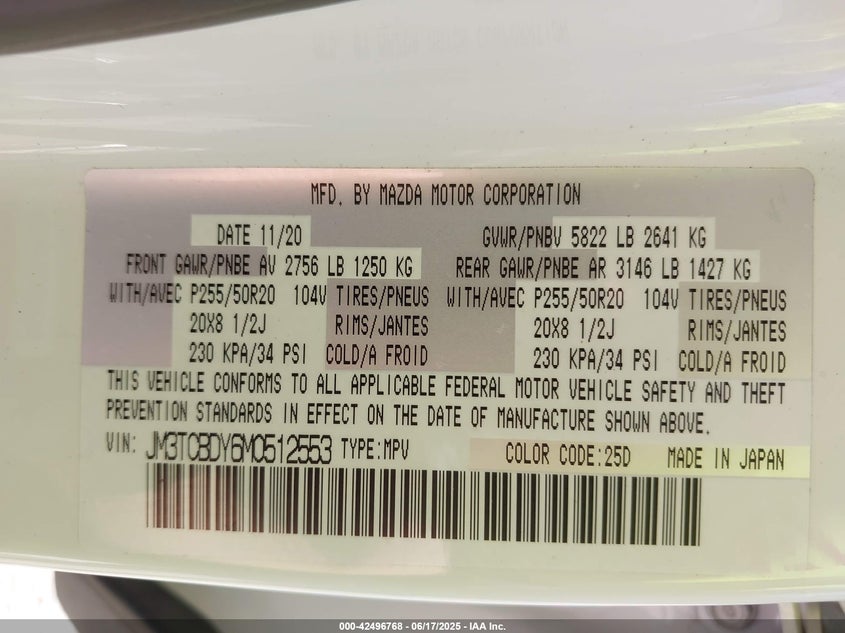 MFD. BY MAZDA MOTOR CORPORATION
DATE 11/20 GVWR/PNBV 5822 LB 2641 KG
FRONT GAWR/PNBE AV 2756 LB 1250 KG REAR GAWR/PNBE AR 3146 LB 1427 KG
WITH/AVEC P255/50R20 104V TIRES/PNEUS WITH/AVEC P255/50R20 104V TIRES/PNEUS
20X8 1/2J RIMS/JANTES 20X8 1/2J RIMS/JANTES
230 KPA/34 PSI COLD/A FROID 230 KPA/34 PSI COLD/A FROID
THIS VEHICLE CONFORMS TO ALL APPLICABLE FEDERAL MOTOR VEHICLE SAFETY AND THEFT
PREVENTION STANDARDS IN EFFECT ON THE DATE OF MANUFACTURE SHOWN ABOVE.
VIN: JM3TCBDY6M0512553 TYPE:MPV COLOR CODE:25D MADE IN JAPAN
000-42496768 - 06/17/2025 - IAA Inc.